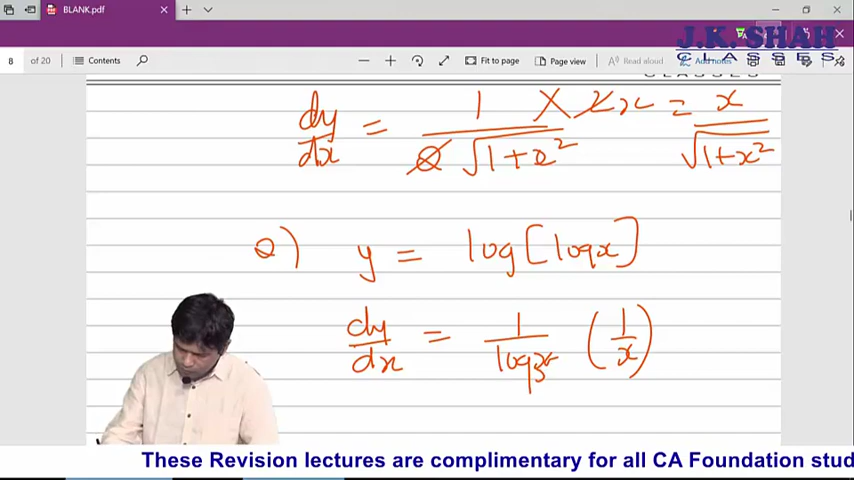 BLANK.pdf
J.K. SHAH
CLASSES
8 of 20 Contents Fit to page Page view Read aloud Add notes
CLASSES
dy/dx = 1/(2√(1+x²)) × 2x = x/√(1+x²)
Q) y = log[logx]
dy/dx = 1/logx (1/x)
These Revision lectures are complimentary for all CA Foundation stud